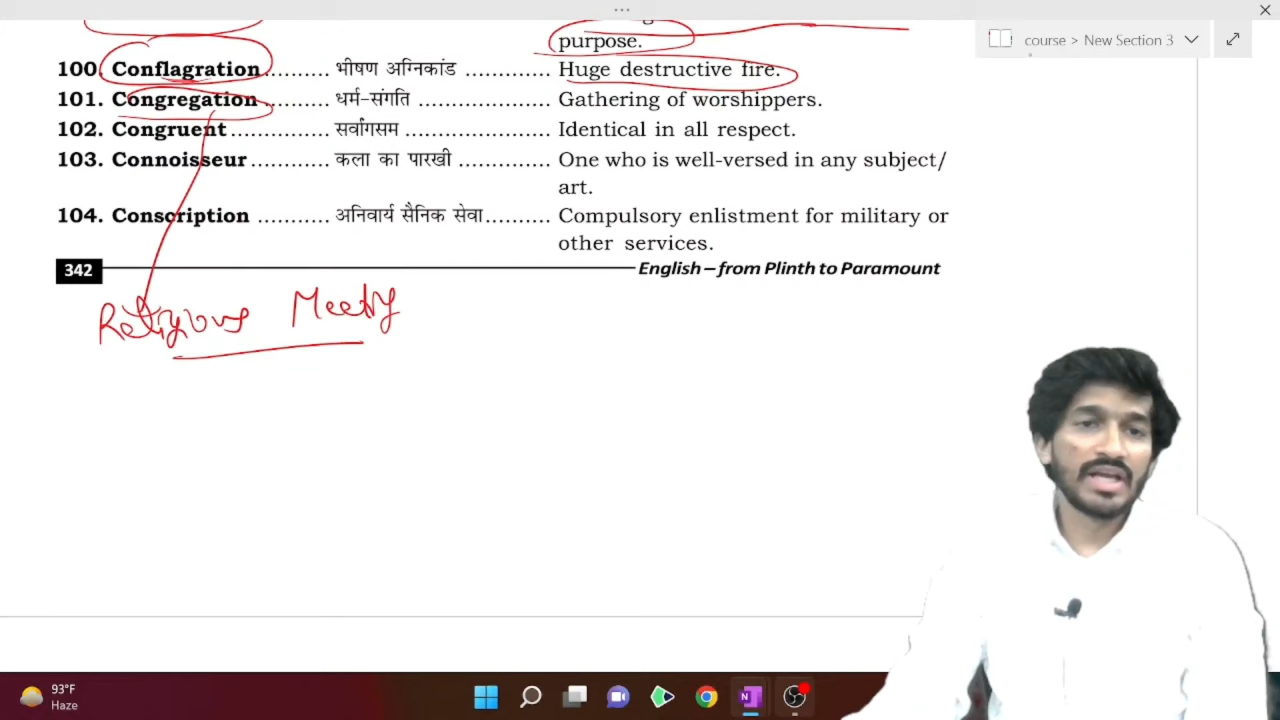 course > New Section 3
purpose.
100. Conflagration .......... भीषण अग्निकांड ............. Huge destructive fire.
101. Congregation .......... धर्म-संगति .................... Gathering of worshippers.
102. Congruent ............... सर्वांगसम ...................... Identical in all respect.
103. Connoisseur ............ कला का पारखी .............. One who is well-versed in any subject/
art.
104. Conscription ........... अनिवार्य सैनिक सेवा .......... Compulsory enlistment for military or
other services.
342 English – from Plinth to Paramount
Religious Meeting
93°F
Haze